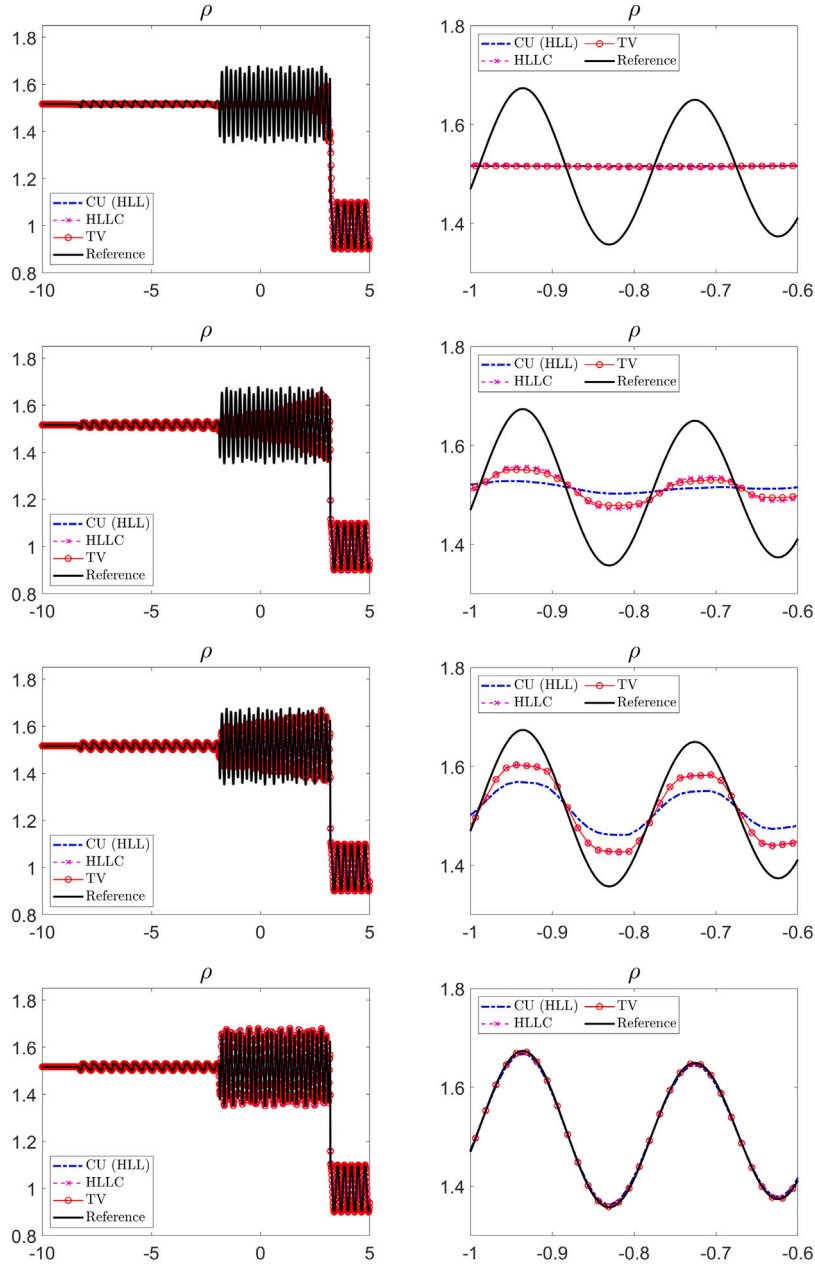 ρ
1.8
1.6
1.4
1.2
1
0.8
CU (HLL)
HLLC
TV
Reference
-10
-5
0
5
ρ
1.8
1.6
1.4
CU (HLL)
TV
HLLC
Reference
-1
-0.9
-0.8
-0.7
-0.6
ρ
1.8
1.6
1.4
1.2
1
0.8
CU (HLL)
HLLC
TV
Reference
-10
-5
0
5
ρ
1.8
1.6
1.4
CU (HLL)
TV
HLLC
Reference
-1
-0.9
-0.8
-0.7
-0.6
ρ
1.8
1.6
1.4
1.2
1
0.8
CU (HLL)
HLLC
TV
Reference
-10
-5
0
5
ρ
1.8
1.6
1.4
CU (HLL)
TV
HLLC
Reference
-1
-0.9
-0.8
-0.7
-0.6
ρ
1.8
1.6
1.4
1.2
1
0.8
CU (HLL)
HLLC
TV
Reference
-10
-5
0
5
ρ
1.8
1.6
1.4
CU (HLL)
TV
HLLC
Reference
-1
-0.9
-0.8
-0.7
-0.6